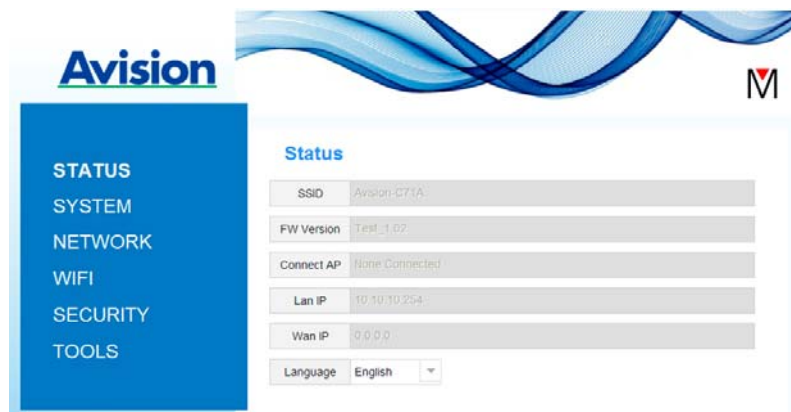 Avision
M
STATUS
SYSTEM
NETWORK
WIFI
SECURITY
TOOLS
Status
SSID Avision-C71A
FW Version Test_1.02
Connect AP None Connected
Lan IP 10.10.10.254
Wan IP 0.0.0.0
Language English